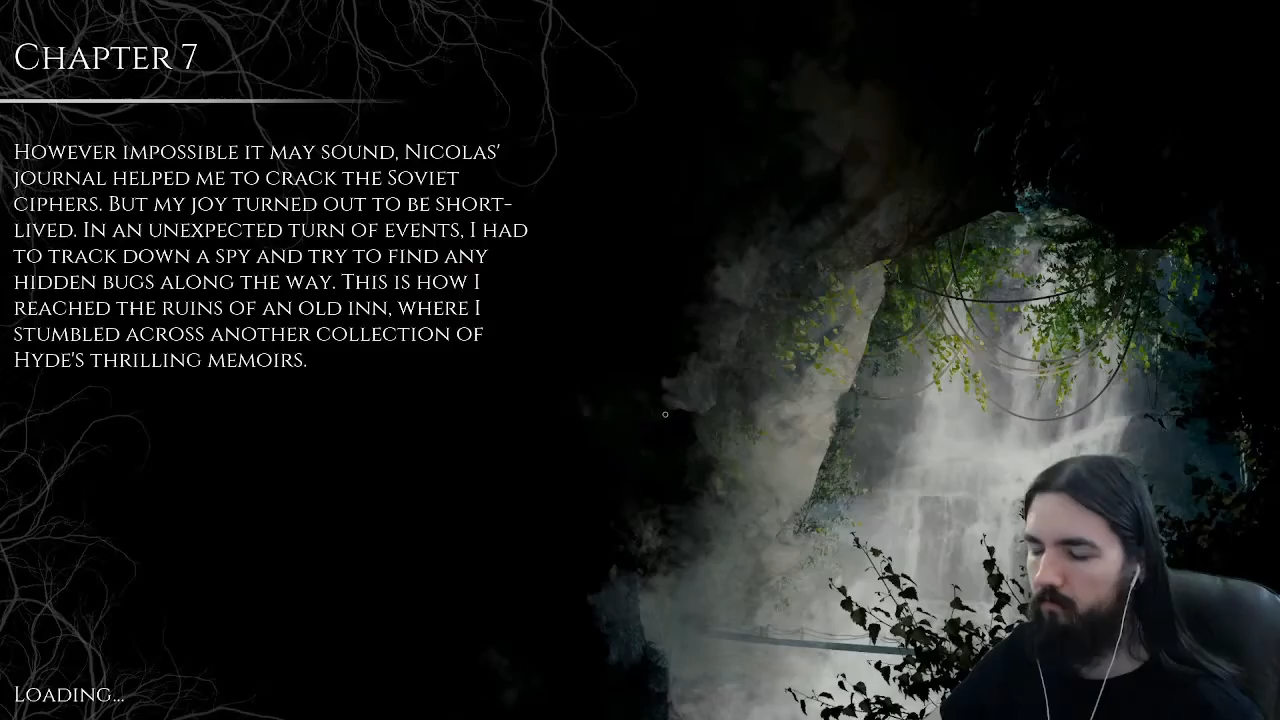 Chapter 7
However impossible it may sound, Nicolas'
journal helped me to crack the Soviet
ciphers. But my joy turned out to be short-
lived. In an unexpected turn of events, I had
to track down a spy and try to find any
hidden bugs along the way. This is how I
reached the ruins of an old inn, where I
stumbled across another collection of
Hyde's thrilling memoirs.
Loading...